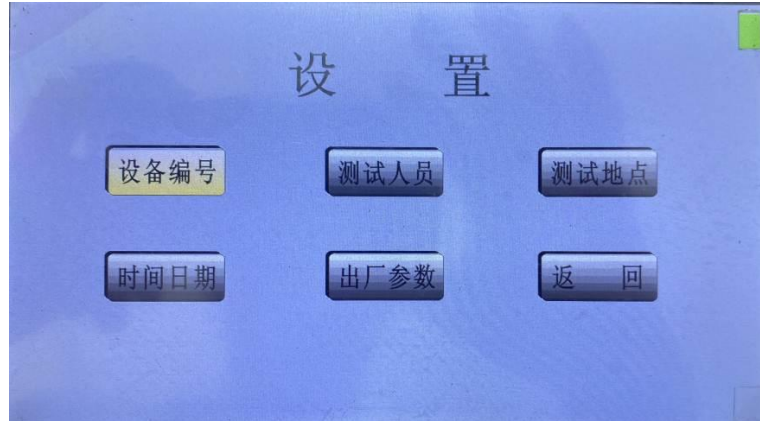 设 置
设备编号 测试人员 测试地点
时间日期 出厂参数 返 回